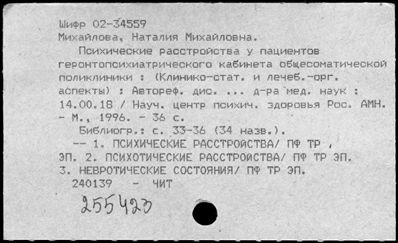 Шифр 02-34559
Михайлова, Наталия Михайловна.
Психические расстройства у пациентов
геронтопсихиатрического кабинета общесоматической
поликлиники : (Клинико-стат. и лечеб.-орг.
аспекты) : Автореф. дис. ... д-ра мед. наук :
14.00.18 / Науч. центр психич. здоровья Рос. АМН.
- М., 1996. - 36 с.
Библиогр.: с. 33-36 (34 назв.).
-- 1. ПСИХИЧЕСКИЕ РАССТРОЙСТВА/ ПФ ТР ,
ЭП. 2. ПСИХОТИЧЕСКИЕ РАССТРОЙСТВА/ ПФ ТР ЭП.
3. НЕВРОТИЧЕСКИЕ СОСТОЯНИЯ/ ПФ ТР ЭП.
240139 - ЧИТ
255423